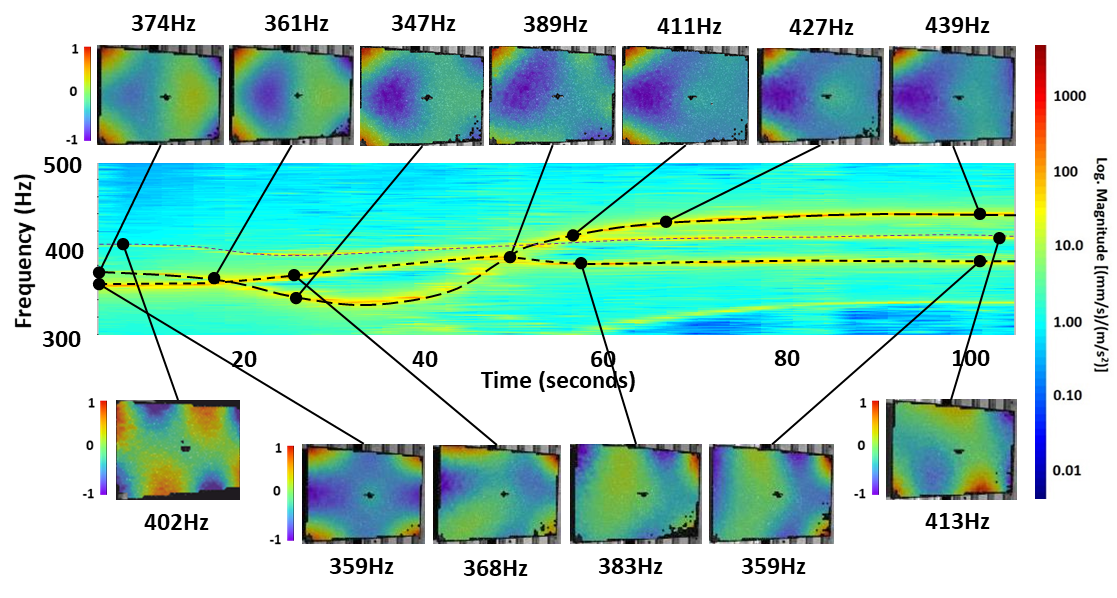 374Hz 361Hz 347Hz 389Hz 411Hz 427Hz 439Hz
1
0
-1
500
400
300
Frequency (Hz)
20 40 60 80 100
Time (seconds)
1000
100
10.0
1.00
0.10
0.01
Log. Magnitude [(mm/s)/(m/s²)]
1
0
-1
402Hz
1
0
-1
359Hz 368Hz 383Hz 359Hz
1
0
-1
413Hz